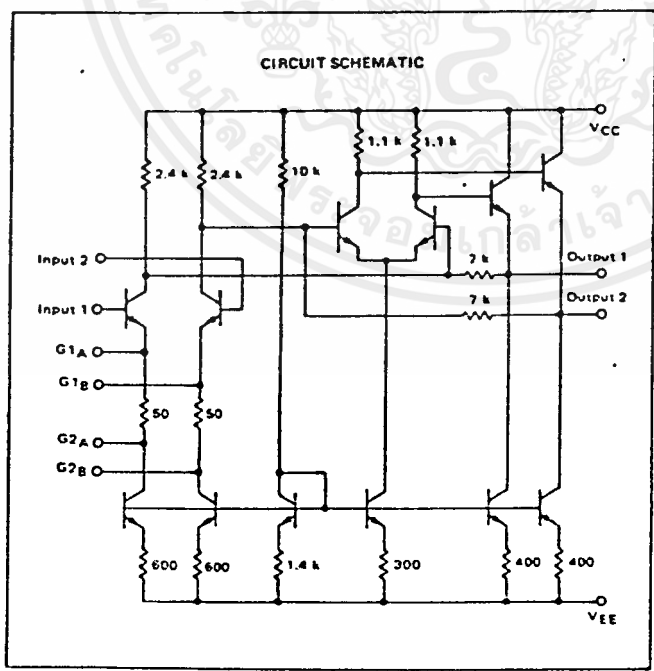 CIRCUIT SCHEMATIC
VCC
1.1 k
1.1 k
2.4 k
2.4 k
10 k
Input 2
Input 1
7 k
Output 1
7 k
Output 2
G1A
G1B
50
50
G2A
G2B
600
600
1.4 k
300
400
400
VEE